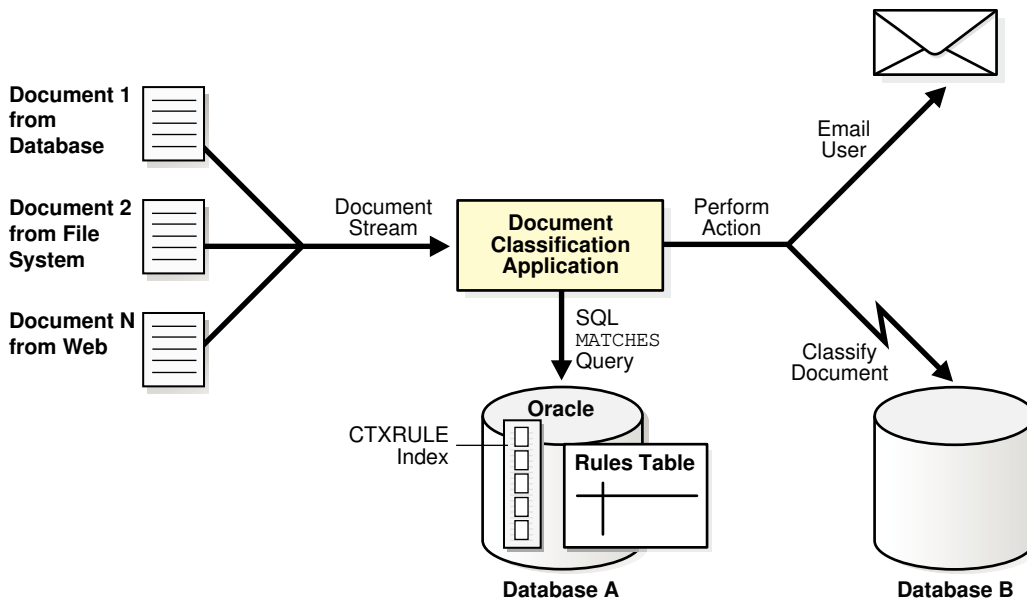 Document 1
from
Database
Document 2
from File
System
Document N
from Web
Document
Stream
Document
Classification
Application
Perform
Action
Email
User
Classify
Document
SQL
MATCHES
Query
Oracle
CTXRULE
Index
Rules Table
Database A
Database B